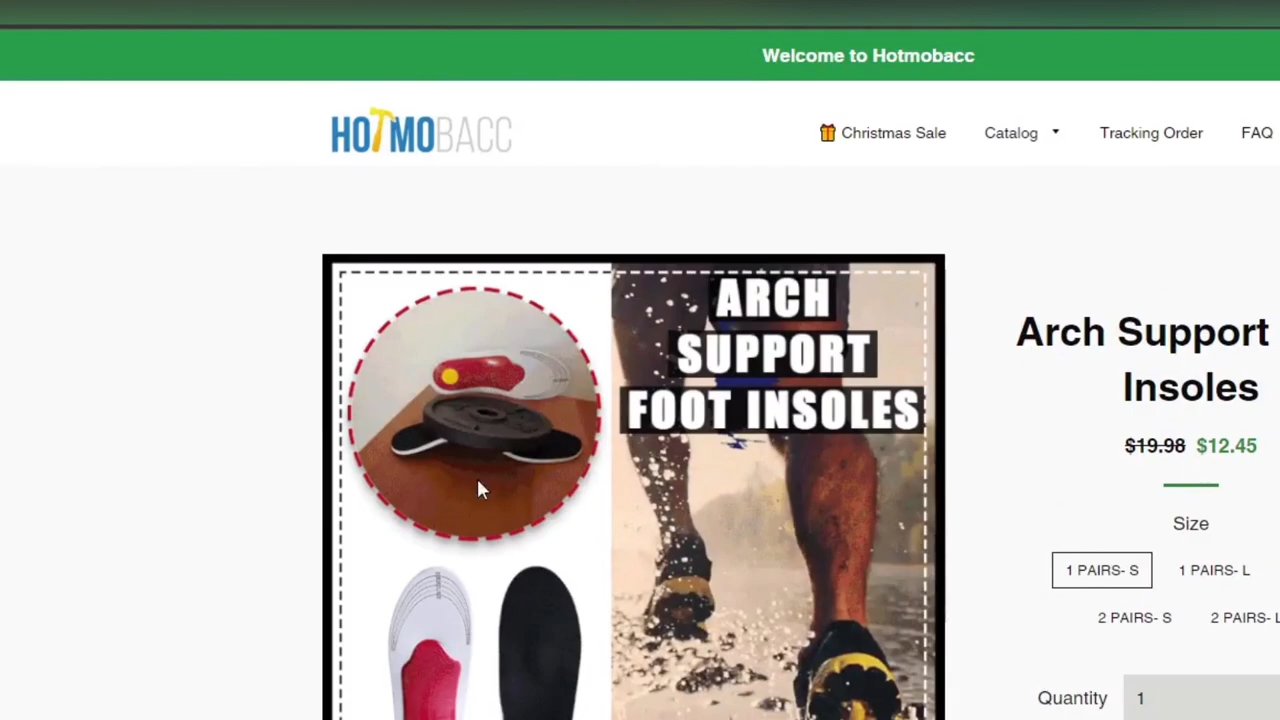 Welcome to Hotmobacc
HOTMOBACC
🎁 Christmas Sale
Catalog
Tracking Order
FAQ
ARCH
SUPPORT
FOOT INSOLES
Arch Support
Insoles
$19.98 $12.45
Size
1 PAIRS- S
1 PAIRS- L
2 PAIRS- S
2 PAIRS- L
Quantity
1